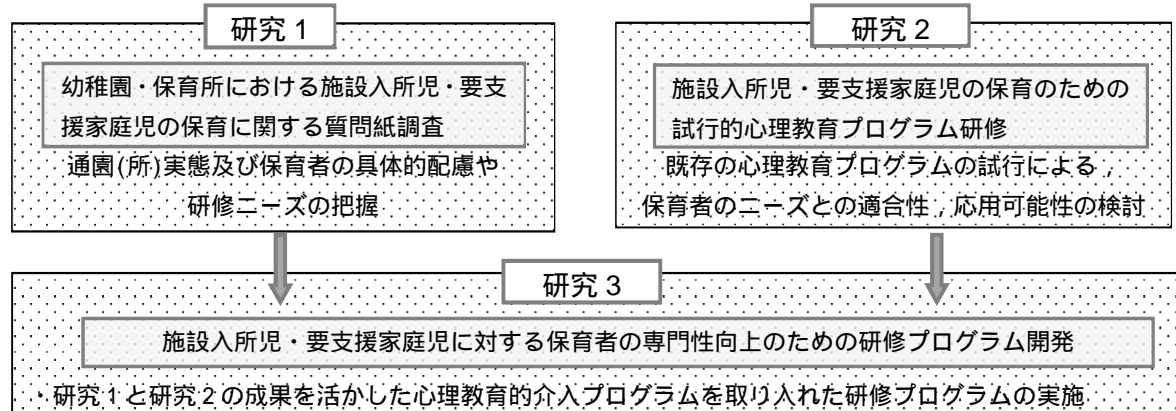 研究 1
幼稚園・保育所における施設入所児・要支
援家庭児の保育に関する質問紙調査
通園(所)実態及び保育者の具体的配慮や
研修ニーズの把握
研究 2
施設入所児・要支援家庭児の保育のための
試行的心理教育プログラム研修
既存の心理教育プログラムの試行による，
保育者のニーズとの適合性，応用可能性の検討
研究 3
施設入所児・要支援家庭児に対する保育者の専門性向上のための研修プログラム開発
・研究１と研究２の成果を活かした心理教育的介入プログラムを取り入れた研修プログラムの実施